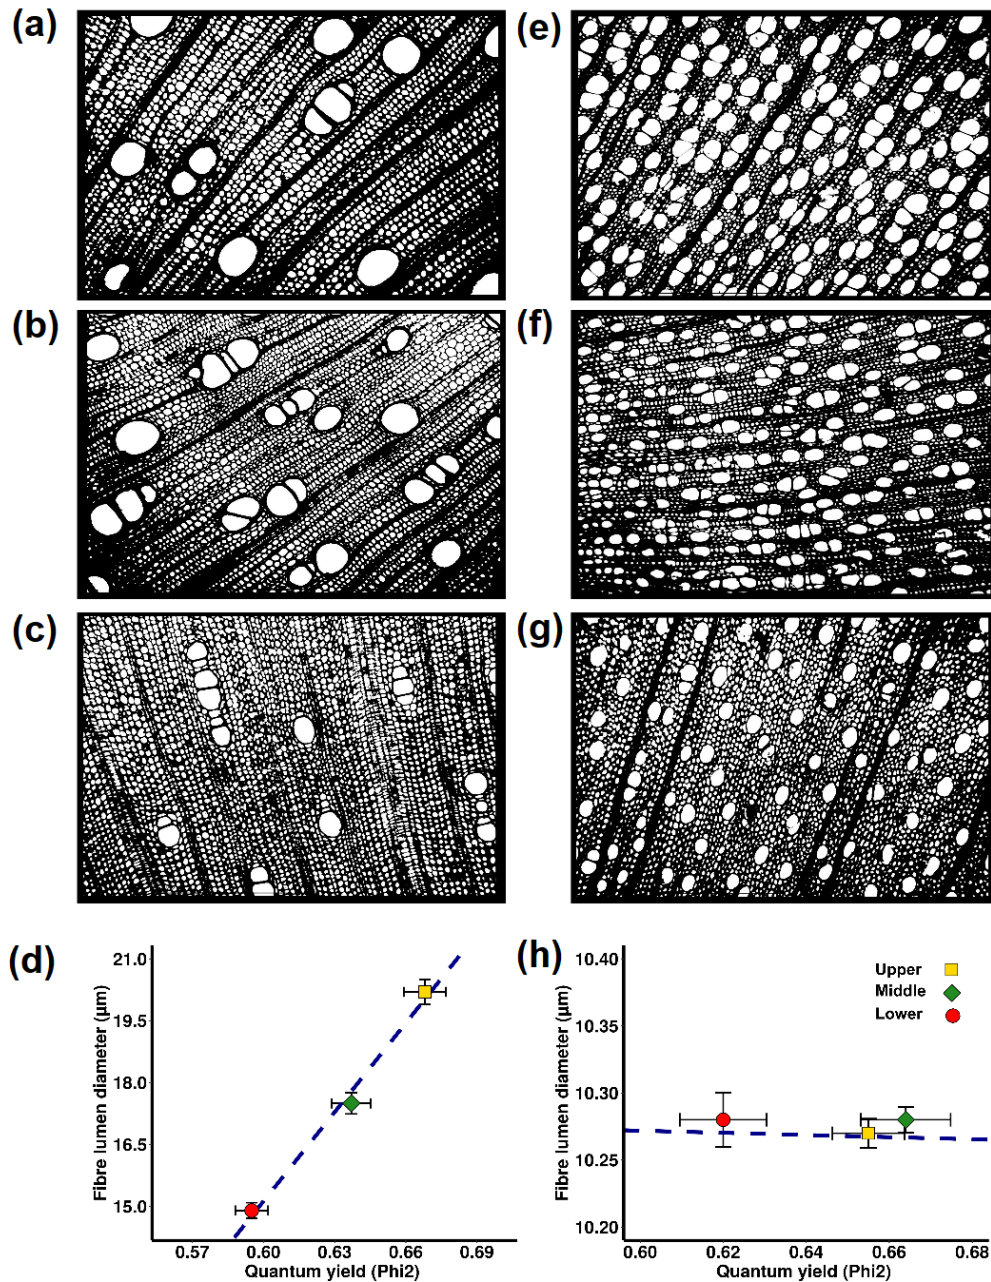 (a)
(e)
(b)
(f)
(c)
(g)
(d)
21.0
19.5
18.0
16.5
15.0
Fibre lumen diameter (µm)
0.57
0.60
0.63
0.66
0.69
Quantum yield (Phi2)
(h)
10.40
10.35
10.30
10.25
10.20
Fibre lumen diameter (µm)
Upper
Middle
Lower
0.60
0.62
0.64
0.66
0.68
Quantum yield (Phi2)